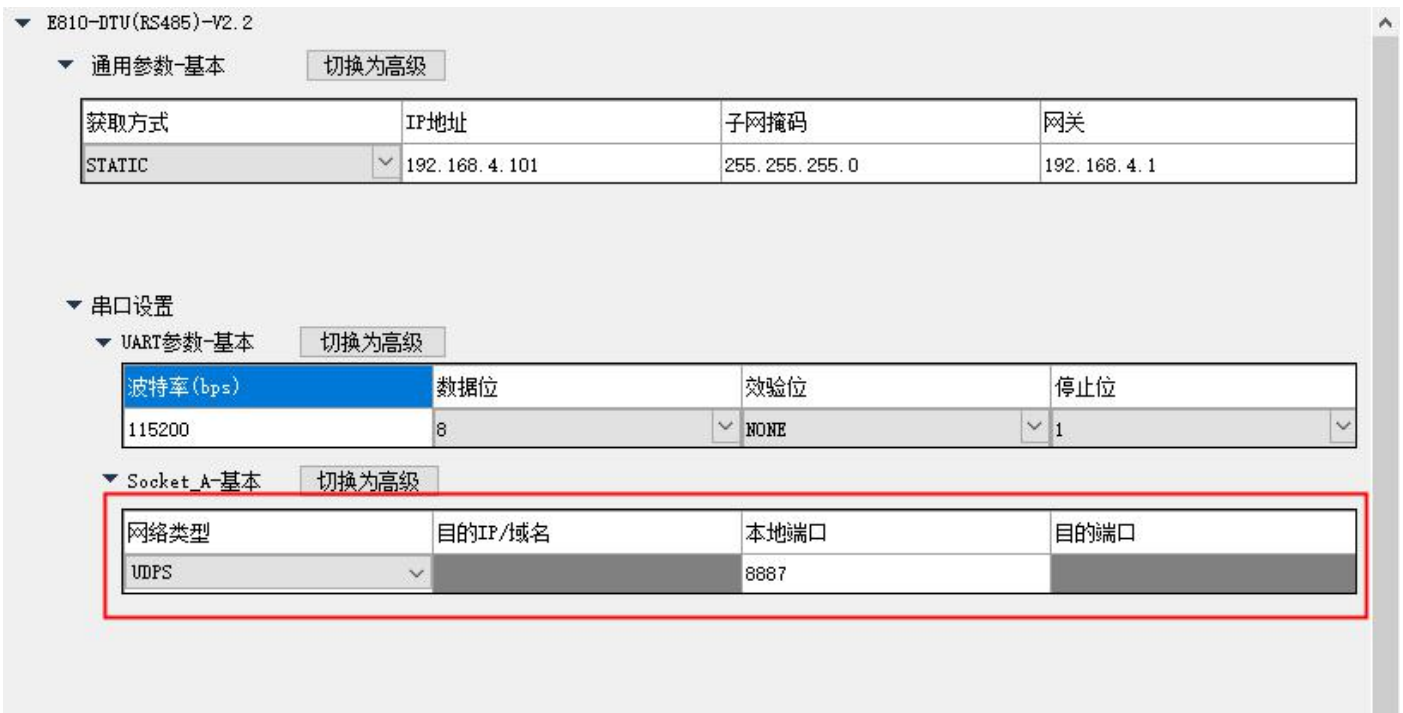 E810-DTU(RS485)-V2.2
通用参数-基本 切换为高级
获取方式 IP地址 子网掩码 网关
STATIC 192.168.4.101 255.255.255.0 192.168.4.1
串口设置
UART参数-基本 切换为高级
波特率(bps) 数据位 效验位 停止位
115200 8 NONE 1
Socket_A-基本 切换为高级
网络类型 目的IP/域名 本地端口 目的端口
UDPS 8887